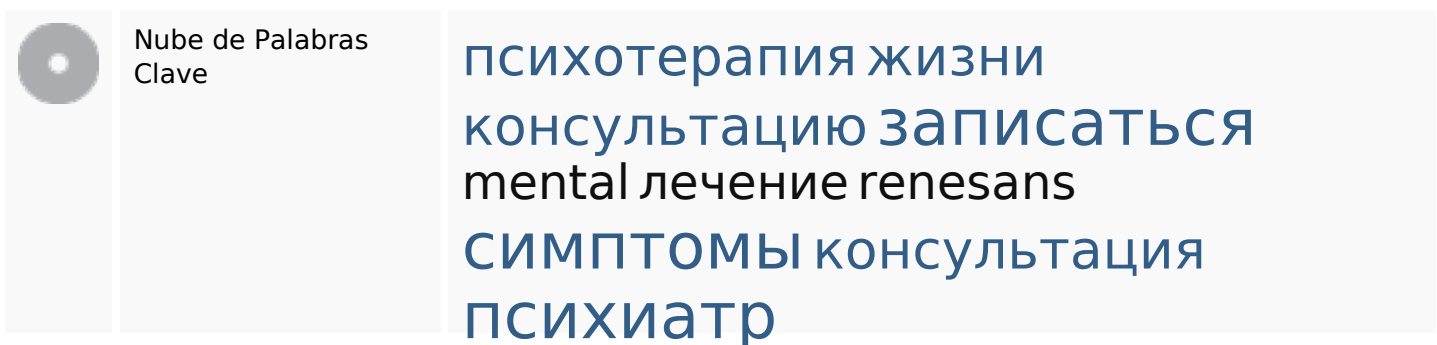 Nube de Palabras
Clave
психотерапия жизни
консультацию записаться
mental лечение renesans
симптомы консультация
психиатр